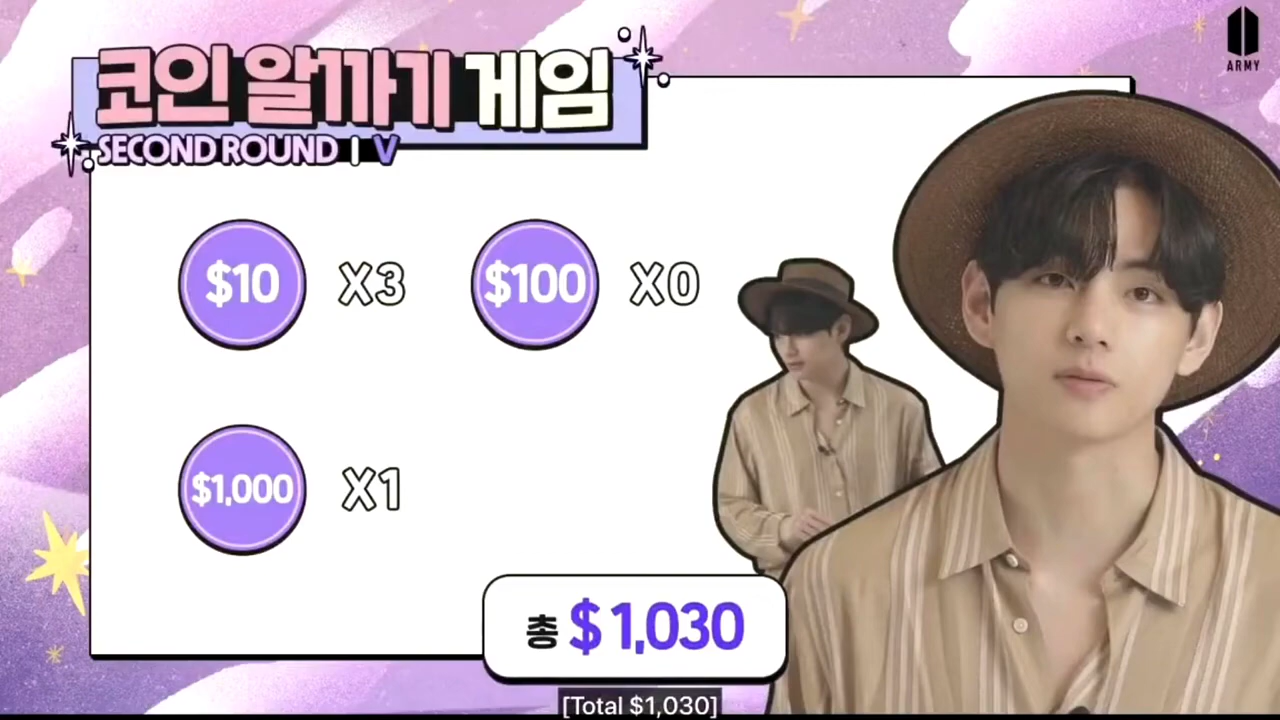 코인 알까기 게임
SECOND ROUND | V
ARMY
$10 X3 $100 X0
$1,000 X1
총 $1,030
[Total $1,030]